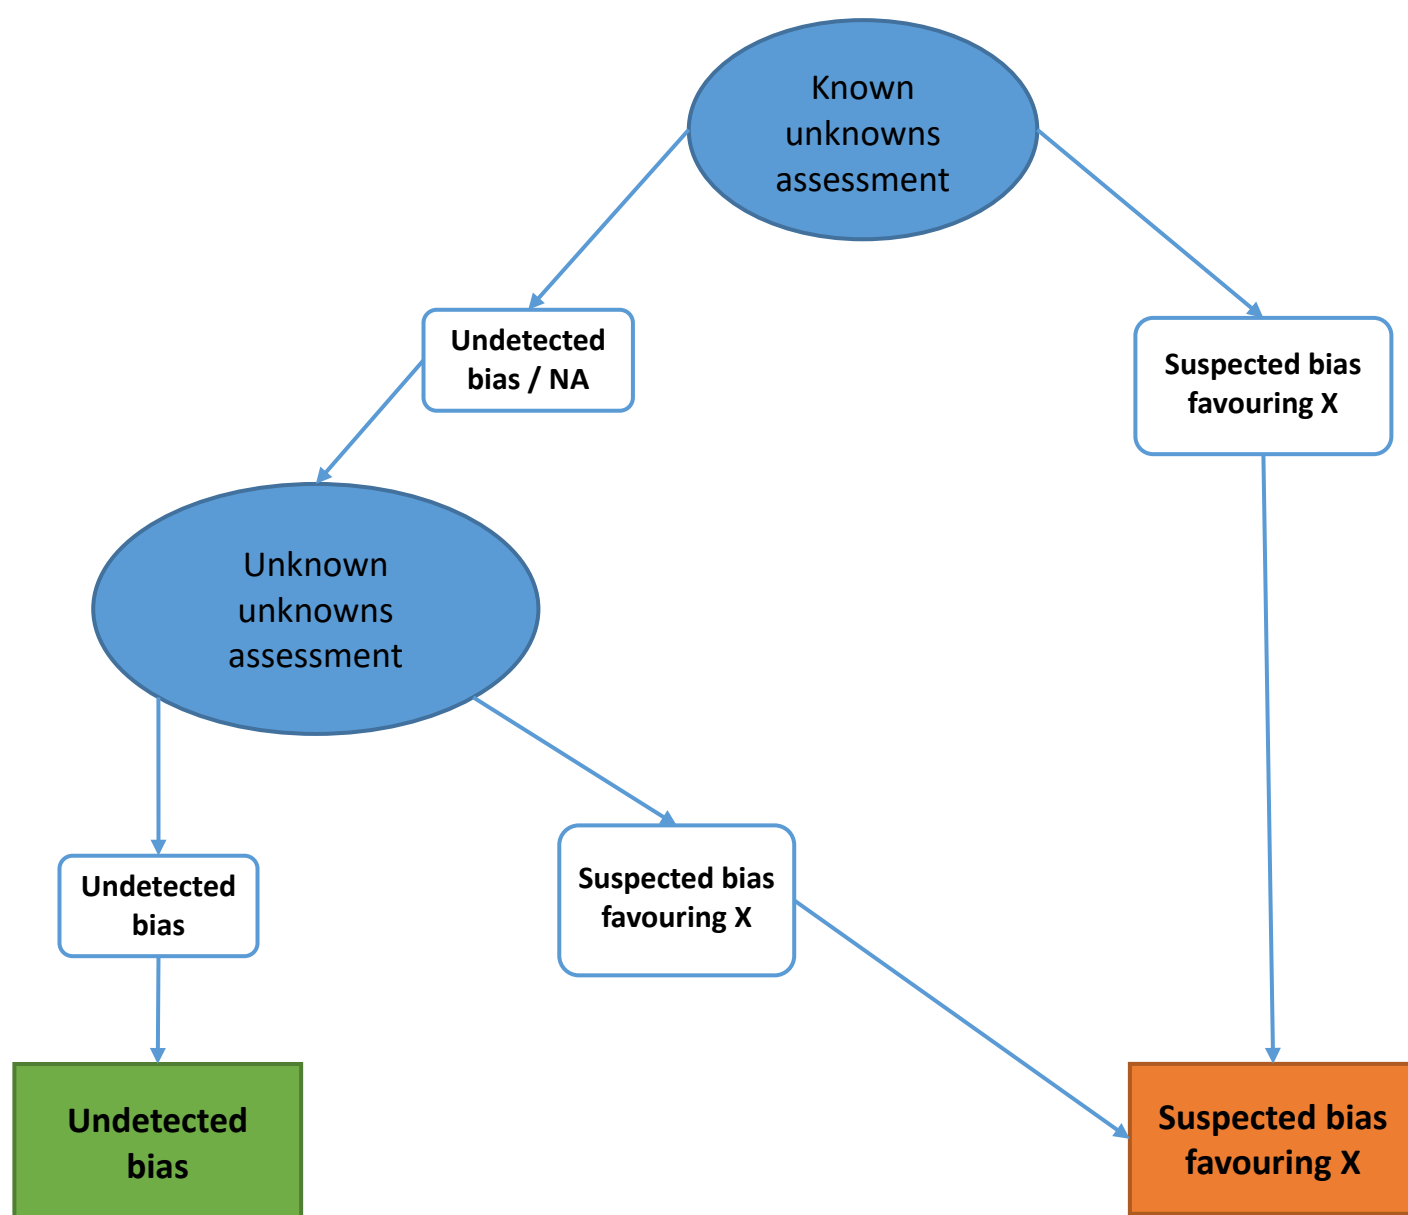 Known
unknowns
assessment
Undetected
bias / NA
Suspected bias
favouring X
Unknown
unknowns
assessment
Undetected
bias
Suspected bias
favouring X
Undetected
bias
Suspected bias
favouring X